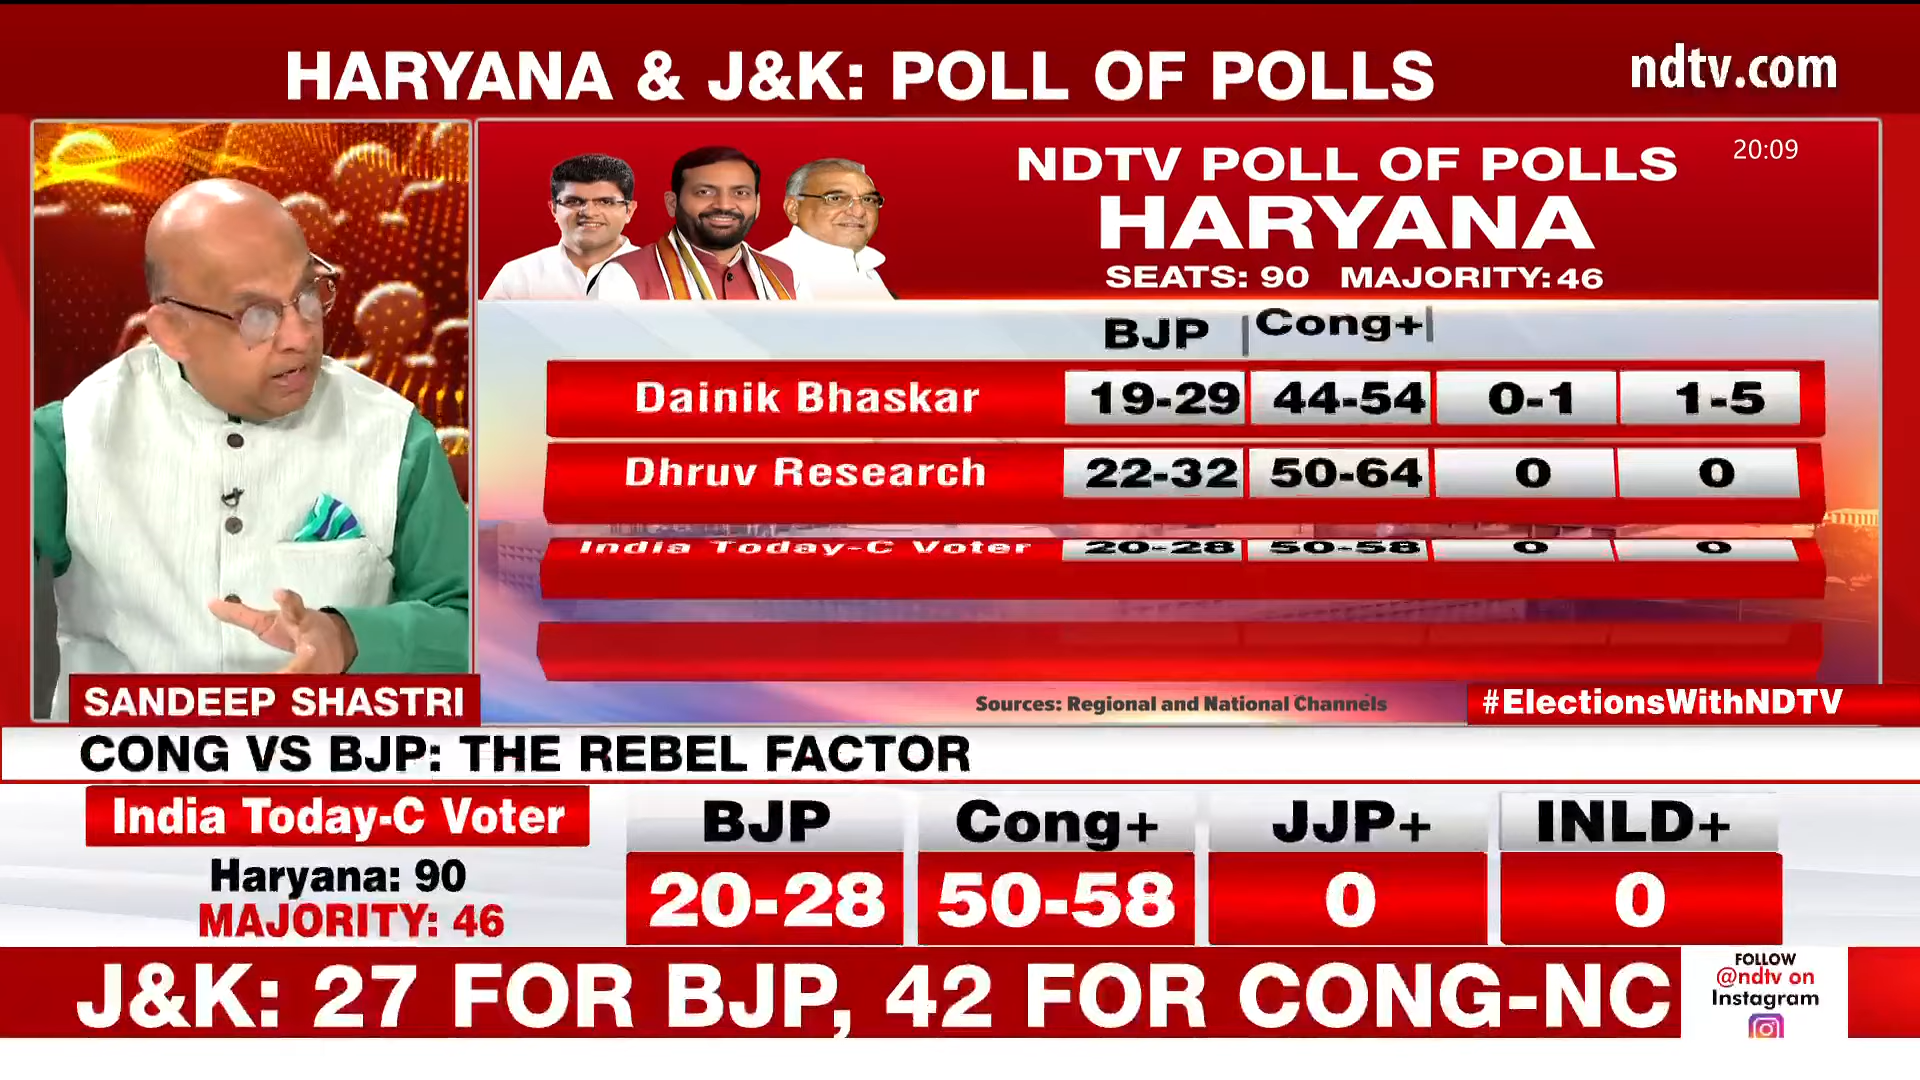 HARYANA & J&K: POLL OF POLLS
ndtv.com
NDTV POLL OF POLLS
20:09
HARYANA
SEATS: 90 MAJORITY: 46
BJP Cong+
Dainik Bhaskar 19-29 44-54 0-1 1-5
Dhruv Research 22-32 50-64 0 0
India Today-C Voter 20-28 50-58 0 0
Sources: Regional and National Channels
#ElectionsWithNDTV
SANDEEP SHASTRI
CONG VS BJP: THE REBEL FACTOR
India Today-C Voter
Haryana: 90
MAJORITY: 46
BJP Cong+ JJP+ INLD+
20-28 50-58 0 0
J&K: 27 FOR BJP, 42 FOR CONG-NC
FOLLOW
@ndtv on
Instagram